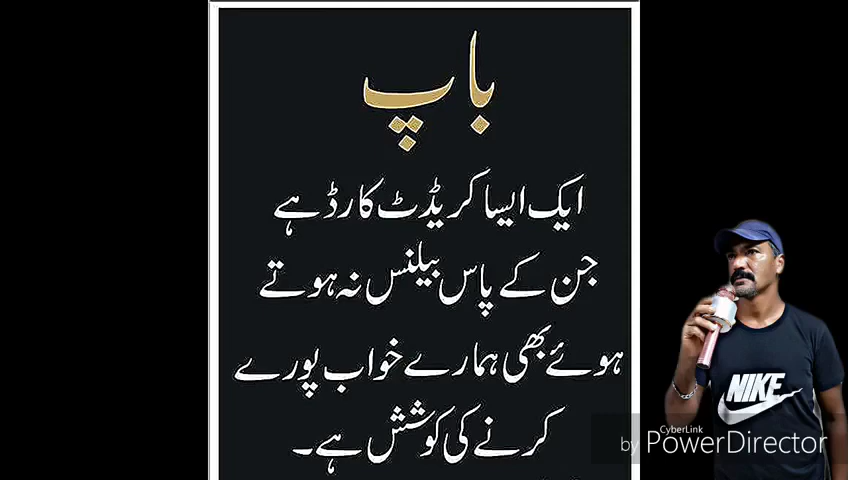 باپ
ایک ایسا کریڈٹ کارڈ ہے
جن کے پاس بیلنس نہ ہوتے
ہوئے بھی ہمارے خواب پورے
کرنے کی کوشش ہے۔
NIKE
CyberLink
by PowerDirector